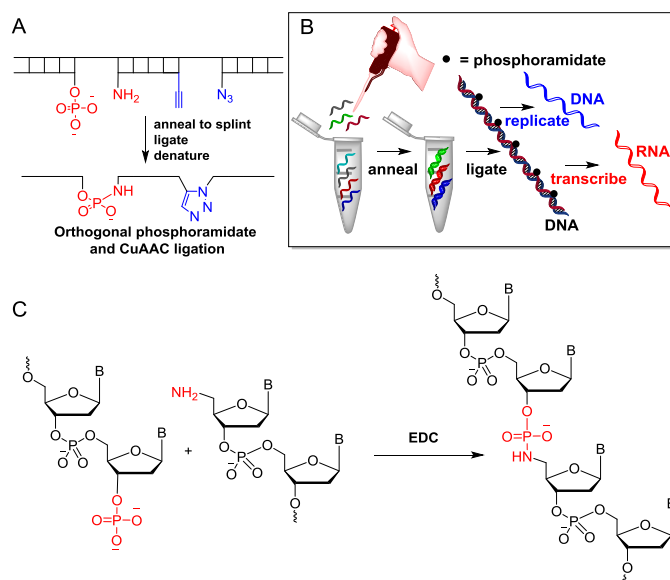 A
O=P-O
O
NH2
N3
anneal to splint
ligate
denature
O
P
NH
O O
N
N
N
Orthogonal phosphoramidate
and CuAAC ligation
B
= phosphoramidate
DNA
replicate
RNA
anneal
ligate
transcribe
DNA
C
O
O
B
O
P
O
O
O
O
B
O
O=P-O
O
+
NH2
O
B
O
P
O
O
O
O
B
O
EDC
O
O
B
O
P
O
O
O
O
B
O
O=P-O
HN
O
B
O
P
O
O
O
O
B
O